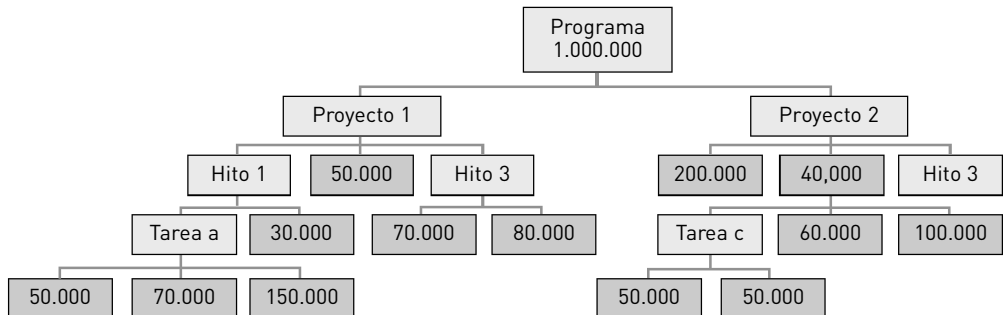 Programa
1.000.000
Proyecto 1
Proyecto 2
Hito 1
50.000
Hito 3
200.000
40,000
Hito 3
Tarea a
30.000
70.000
80.000
Tarea c
60.000
100.000
50.000
70.000
150.000
50.000
50.000